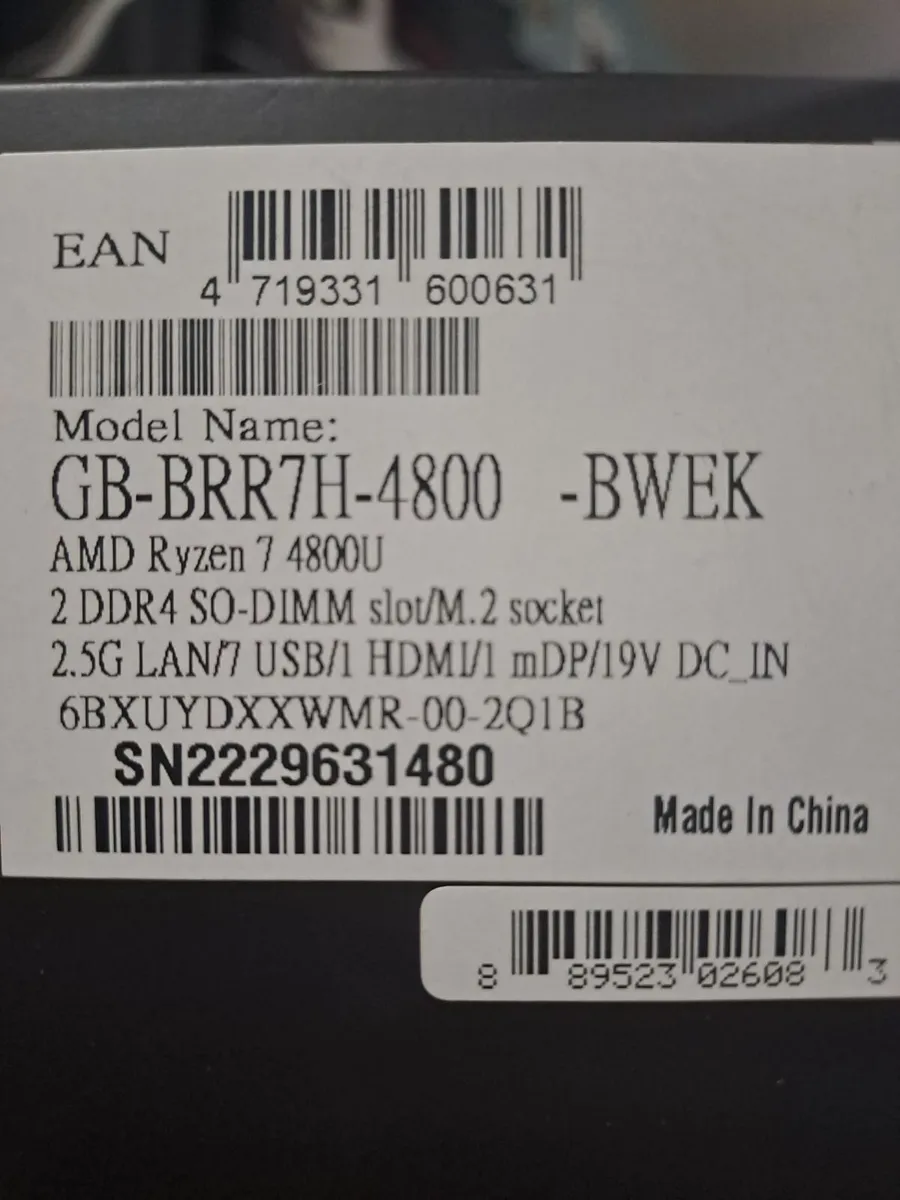 EAN
4 719331 600631
Model Name:
GB-BRR7H-4800 -BWEK
AMD Ryzen 7 4800U
2 DDR4 SO-DIMM slot/M.2 socket
2.5G LAN/7 USB/1 HDMI/1 mDP/19V DC_IN
6BXUYDXXWMR-00-2Q1B
SN2229631480
Made In China
8 89523 02608 3